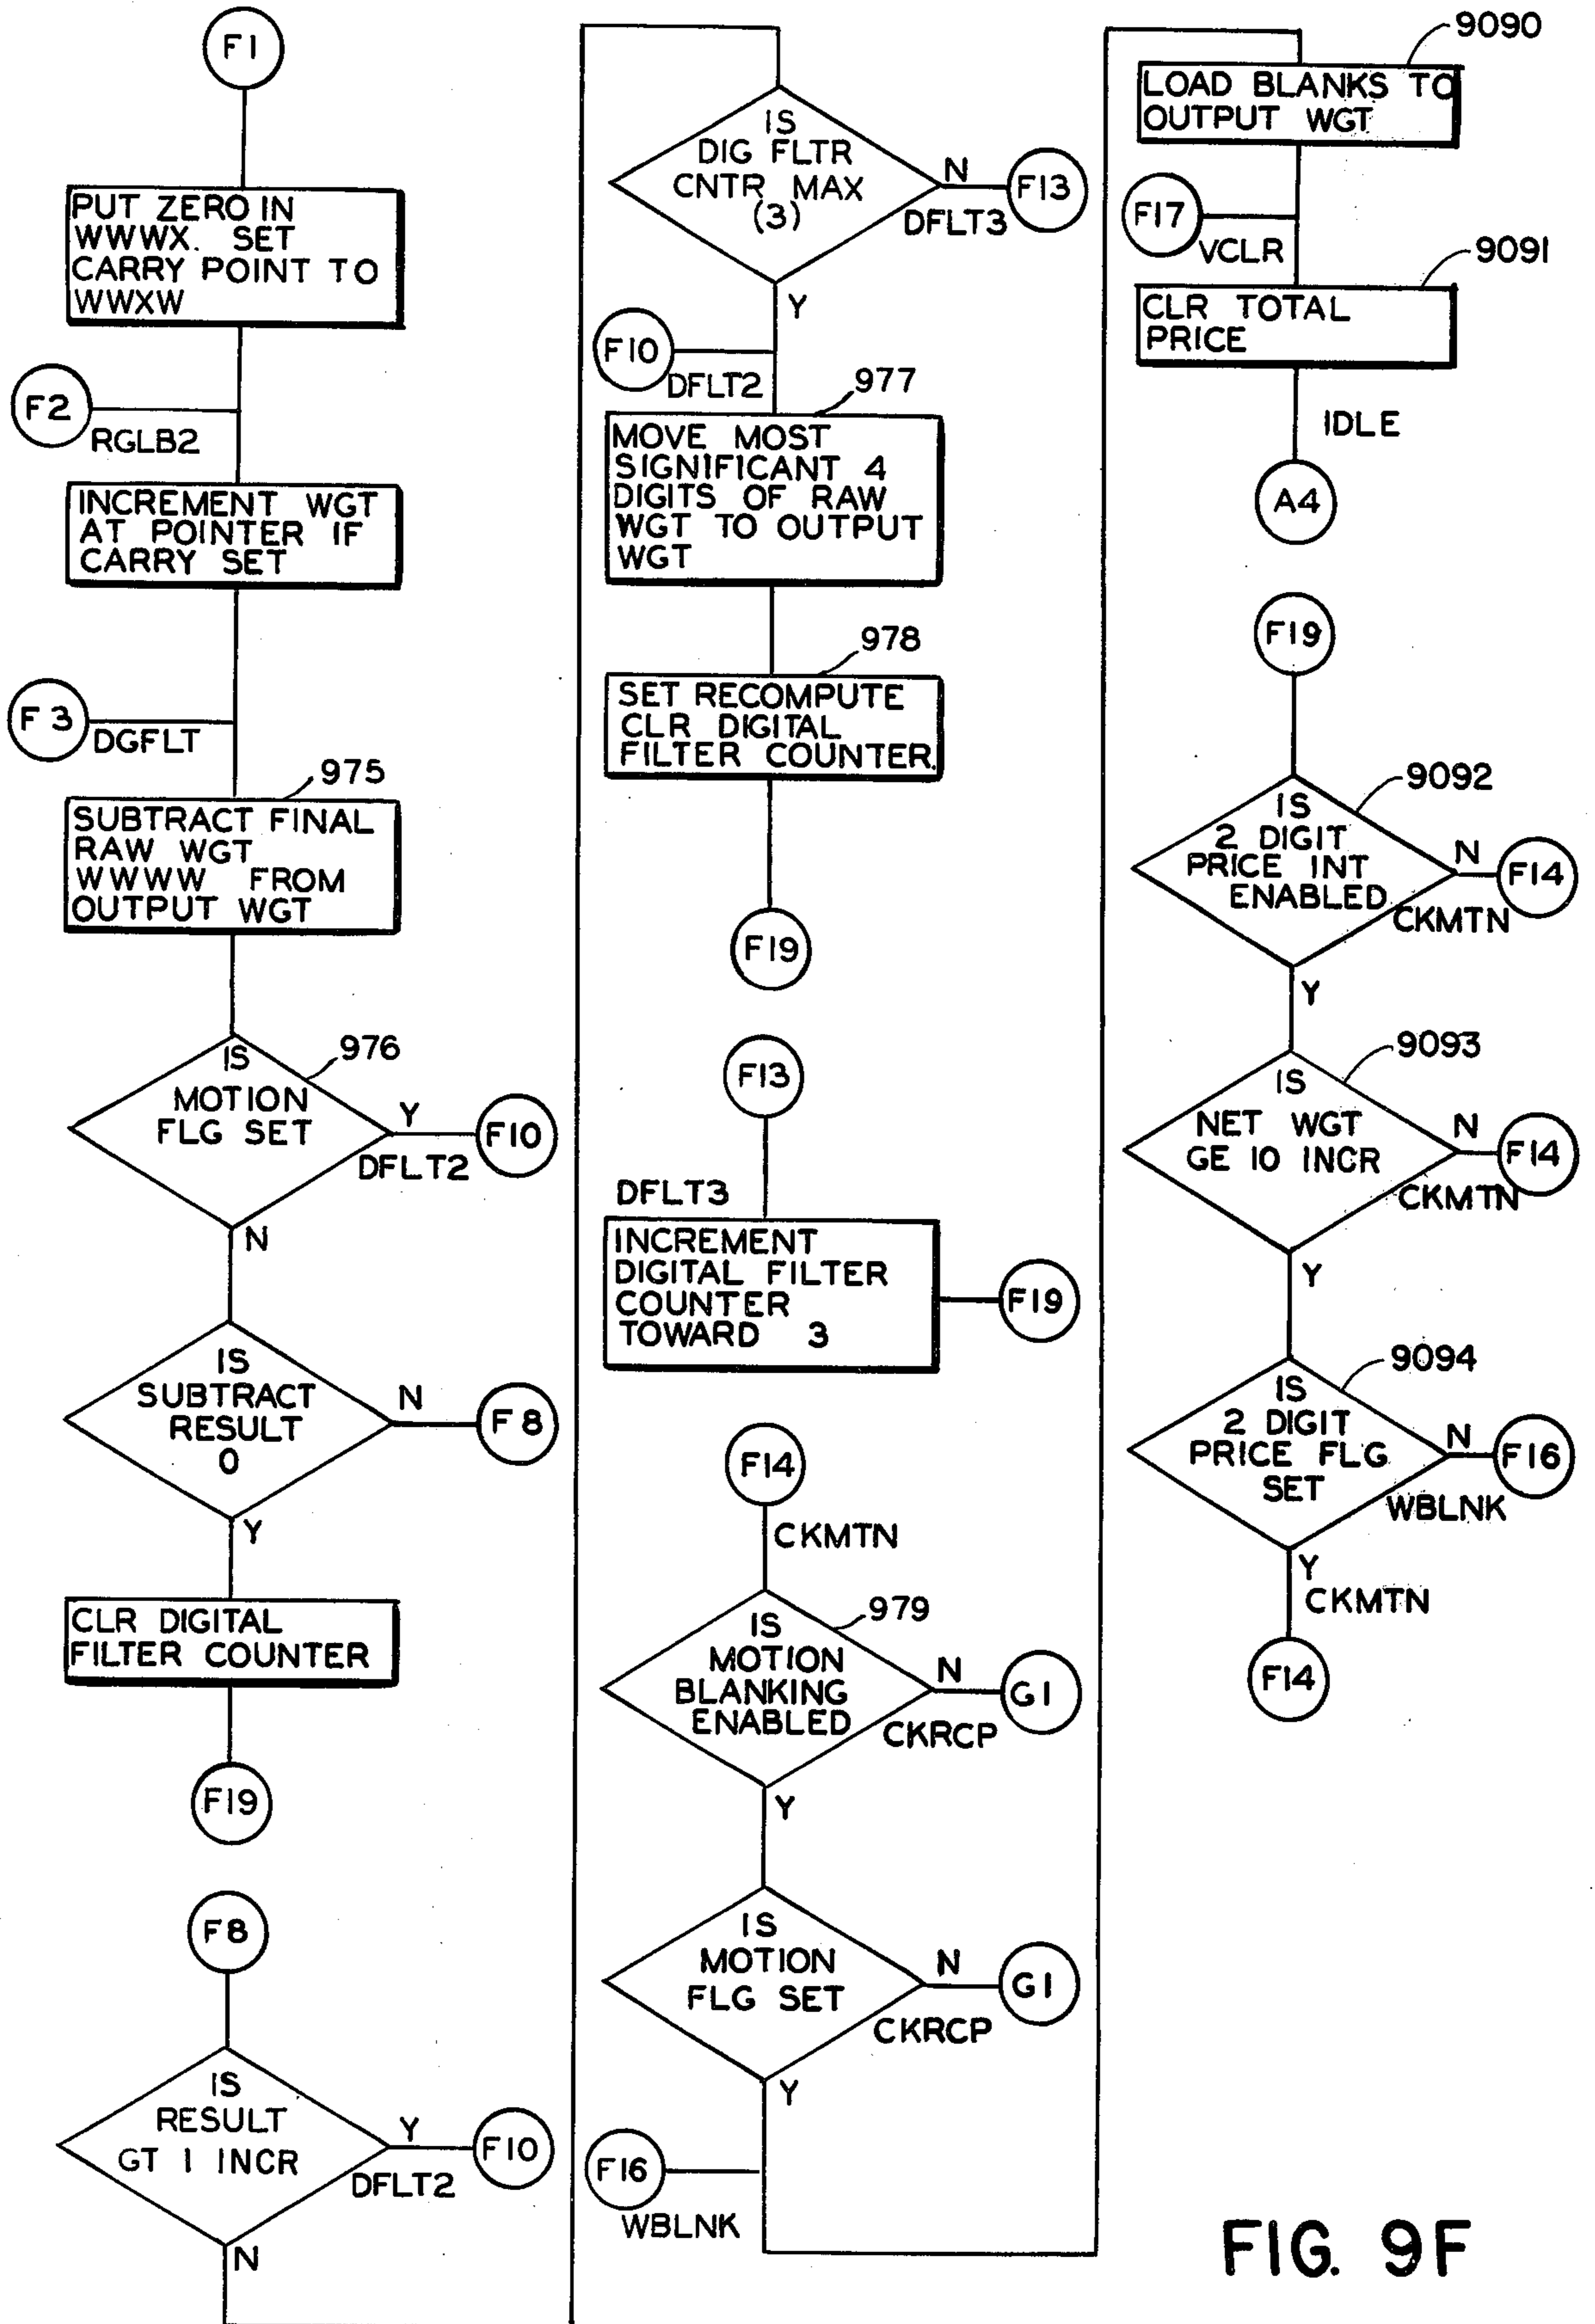 F1
PUT ZERO IN
WWWX. SET
CARRY POINT TO
WWXW
F2
RGLB2
INCREMENT WGT
AT POINTER IF
CARRY SET
F3
DGFLT
975
SUBTRACT FINAL
RAW WGT
WWWW FROM
OUTPUT WGT
976
IS
MOTION
FLG SET
Y
F10
DFLT2
N
IS
SUBTRACT
RESULT
0
N
F8
Y
CLR DIGITAL
FILTER COUNTER
F19
F8
IS
RESULT
GT 1 INCR
Y
F10
DFLT2
N
IS
DIG FLTR
CNTR MAX
(3)
N
F13
DFLT3
Y
F10
DFLT2
977
MOVE MOST
SIGNIFICANT 4
DIGITS OF RAW
WGT TO OUTPUT
WGT
978
SET RECOMPUTE
CLR DIGITAL
FILTER COUNTER.
F19
F13
DFLT3
INCREMENT
DIGITAL FILTER
COUNTER
TOWARD 3
F19
F14
CKMTN
979
IS
MOTION
BLANKING
ENABLED
N
G1
CKRCP
Y
IS
MOTION
FLG SET
N
G1
CKRCP
Y
F16
WBLNK
9090
LOAD BLANKS TO
OUTPUT WGT
F17
VCLR
9091
CLR TOTAL
PRICE
IDLE
A4
F19
9092
IS
2 DIGIT
PRICE INT
ENABLED
N
F14
CKMTN
Y
9093
IS
NET WGT
GE 10 INCR
N
F14
CKMTN
Y
9094
IS
2 DIGIT
PRICE FLG
SET
N
F16
WBLNK
Y
CKMTN
F14
FIG. 9F